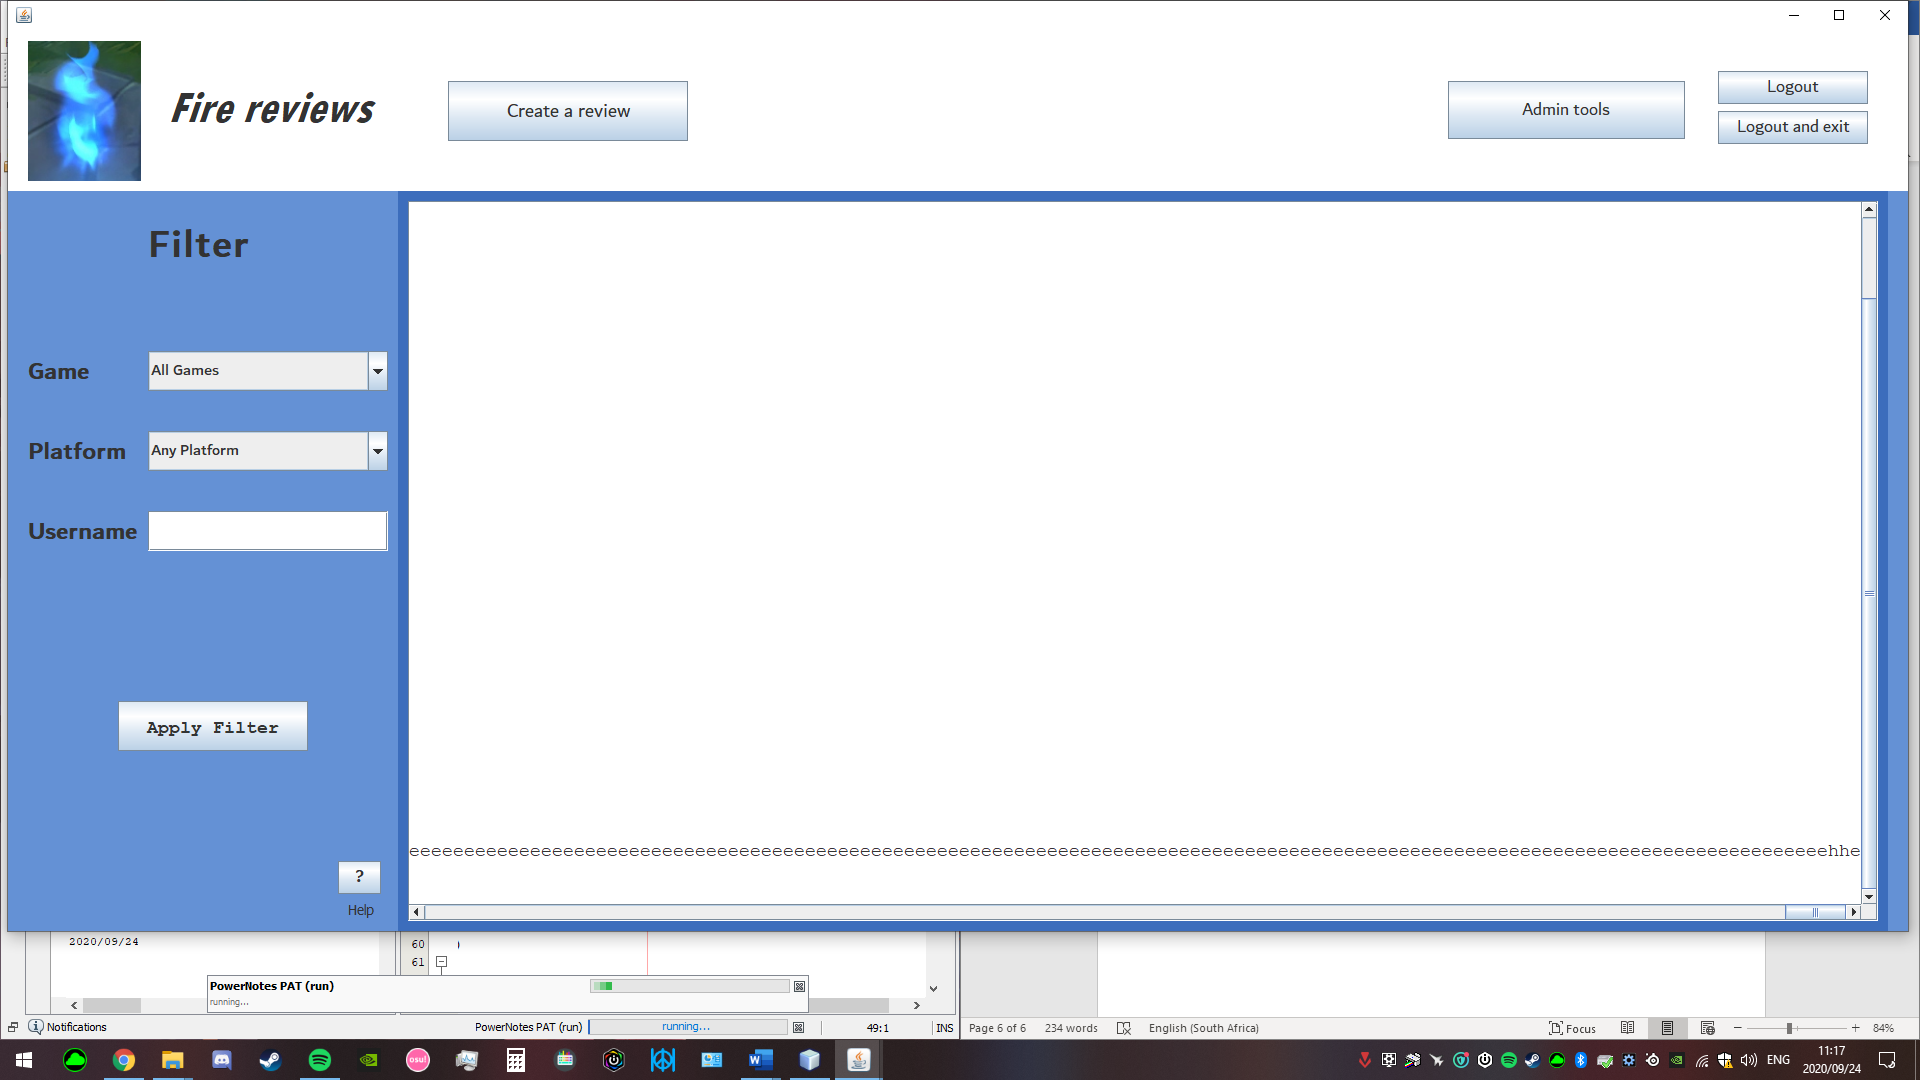 Fire reviews
Create a review
Admin tools
Logout
Logout and exit
Filter
Game
All Games
Platform
Any Platform
Username
Apply Filter
?
Help
eeeeeeeeeeeeeeeeeeeeeeeeeeeeeeeeeeeeeeeeeeeeeeeeeeeeeeeeeeeeeeeeeeeeeeeeeeeeeeeeeeeeeeeeeeeeeeeeeeeeeeeeeeeeeeeeeeeeeeeeeeeeeeeeehhe
2020/09/24
60
61
PowerNotes PAT (run)
running...
Notifications
PowerNotes PAT (run)
running...
49:1
INS
Page 6 of 6
234 words
English (South Africa)
Focus
84%
osu!
ENG
11:17
2020/09/24